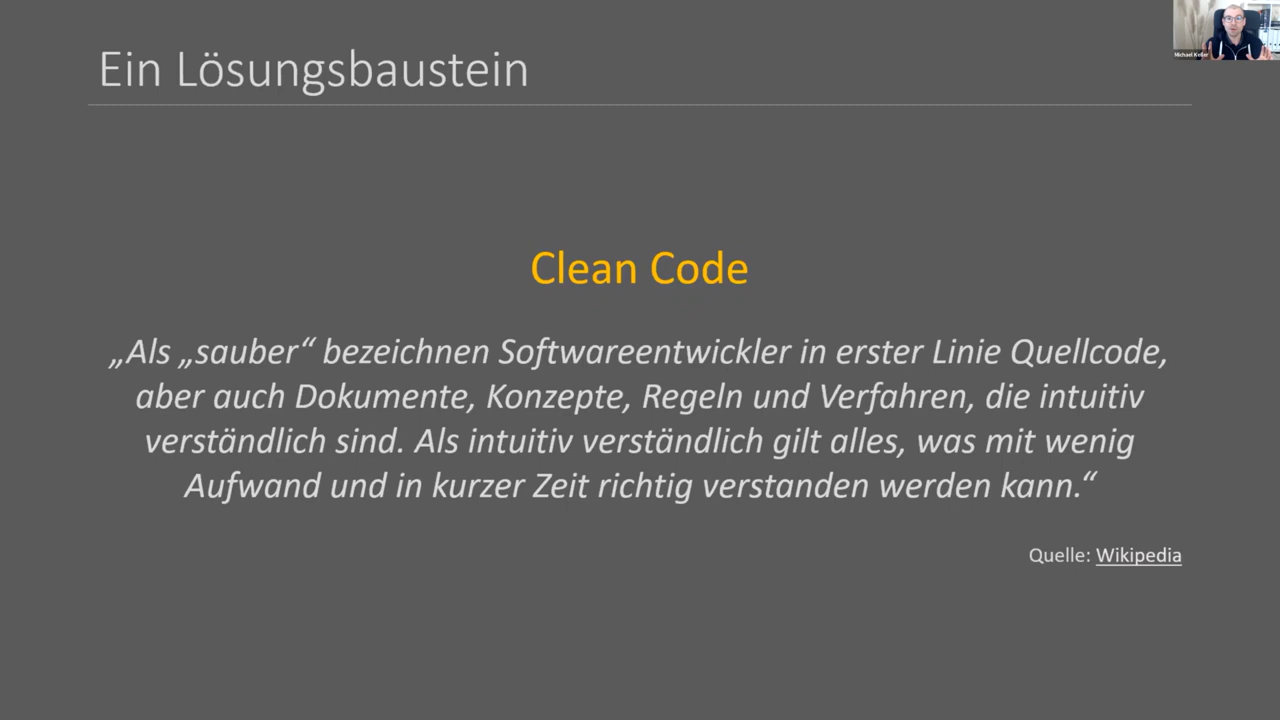 Ein Lösungsbaustein
Michael Keller
Clean Code
„Als „sauber“ bezeichnen Softwareentwickler in erster Linie Quellcode,
aber auch Dokumente, Konzepte, Regeln und Verfahren, die intuitiv
verständlich sind. Als intuitiv verständlich gilt alles, was mit wenig
Aufwand und in kurzer Zeit richtig verstanden werden kann.“
Quelle: Wikipedia